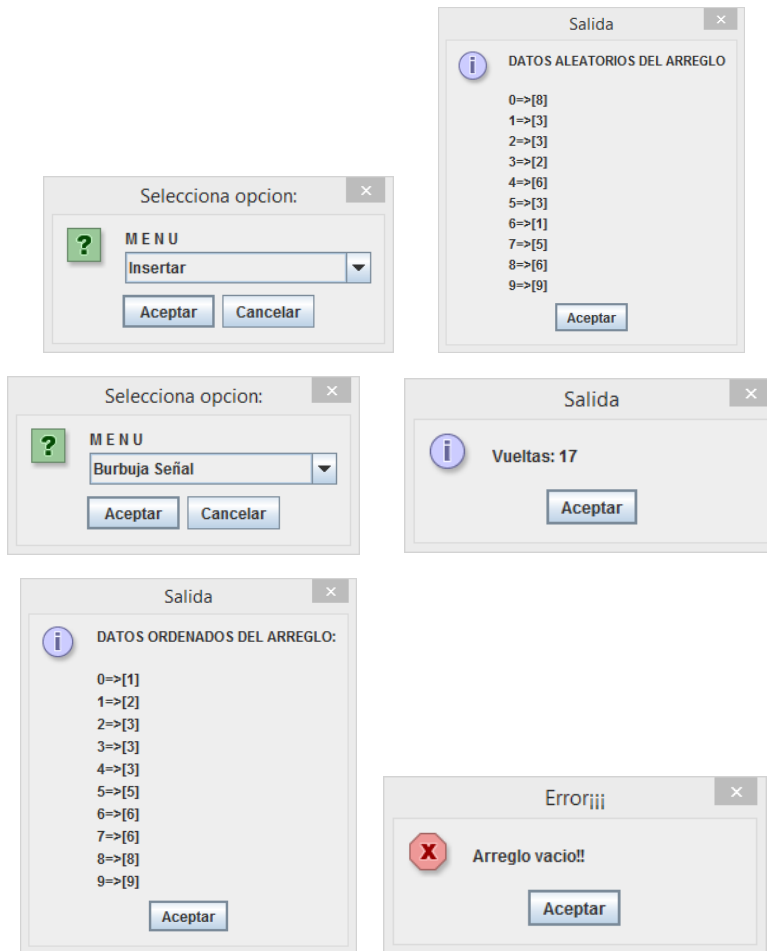 Selecciona opcion:
M E N U
Insertar
Aceptar Cancelar
Salida
DATOS ALEATORIOS DEL ARREGLO
0=>[8]
1=>[3]
2=>[3]
3=>[2]
4=>[6]
5=>[3]
6=>[1]
7=>[5]
8=>[6]
9=>[9]
Aceptar
Selecciona opcion:
M E N U
Burbuja Señal
Aceptar Cancelar
Salida
Vueltas: 17
Aceptar
Salida
DATOS ORDENADOS DEL ARREGLO:
0=>[1]
1=>[2]
2=>[3]
3=>[3]
4=>[3]
5=>[5]
6=>[6]
7=>[6]
8=>[8]
9=>[9]
Aceptar
Error¡¡¡
Arreglo vacio!!
Aceptar